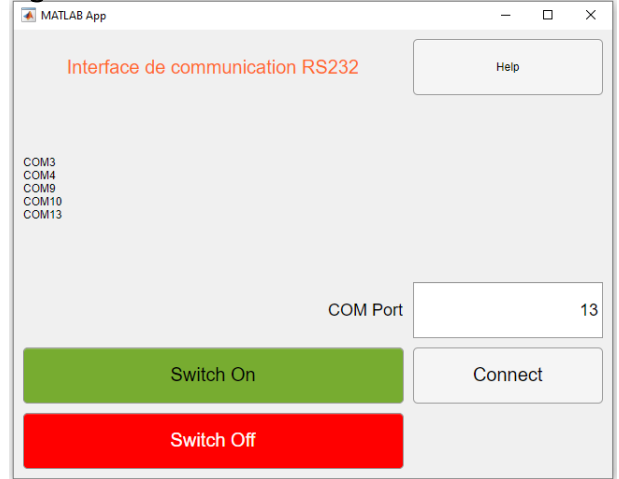 MATLAB App
Interface de communication RS232
Help
COM3
COM4
COM9
COM10
COM13
COM Port
13
Switch On
Connect
Switch Off